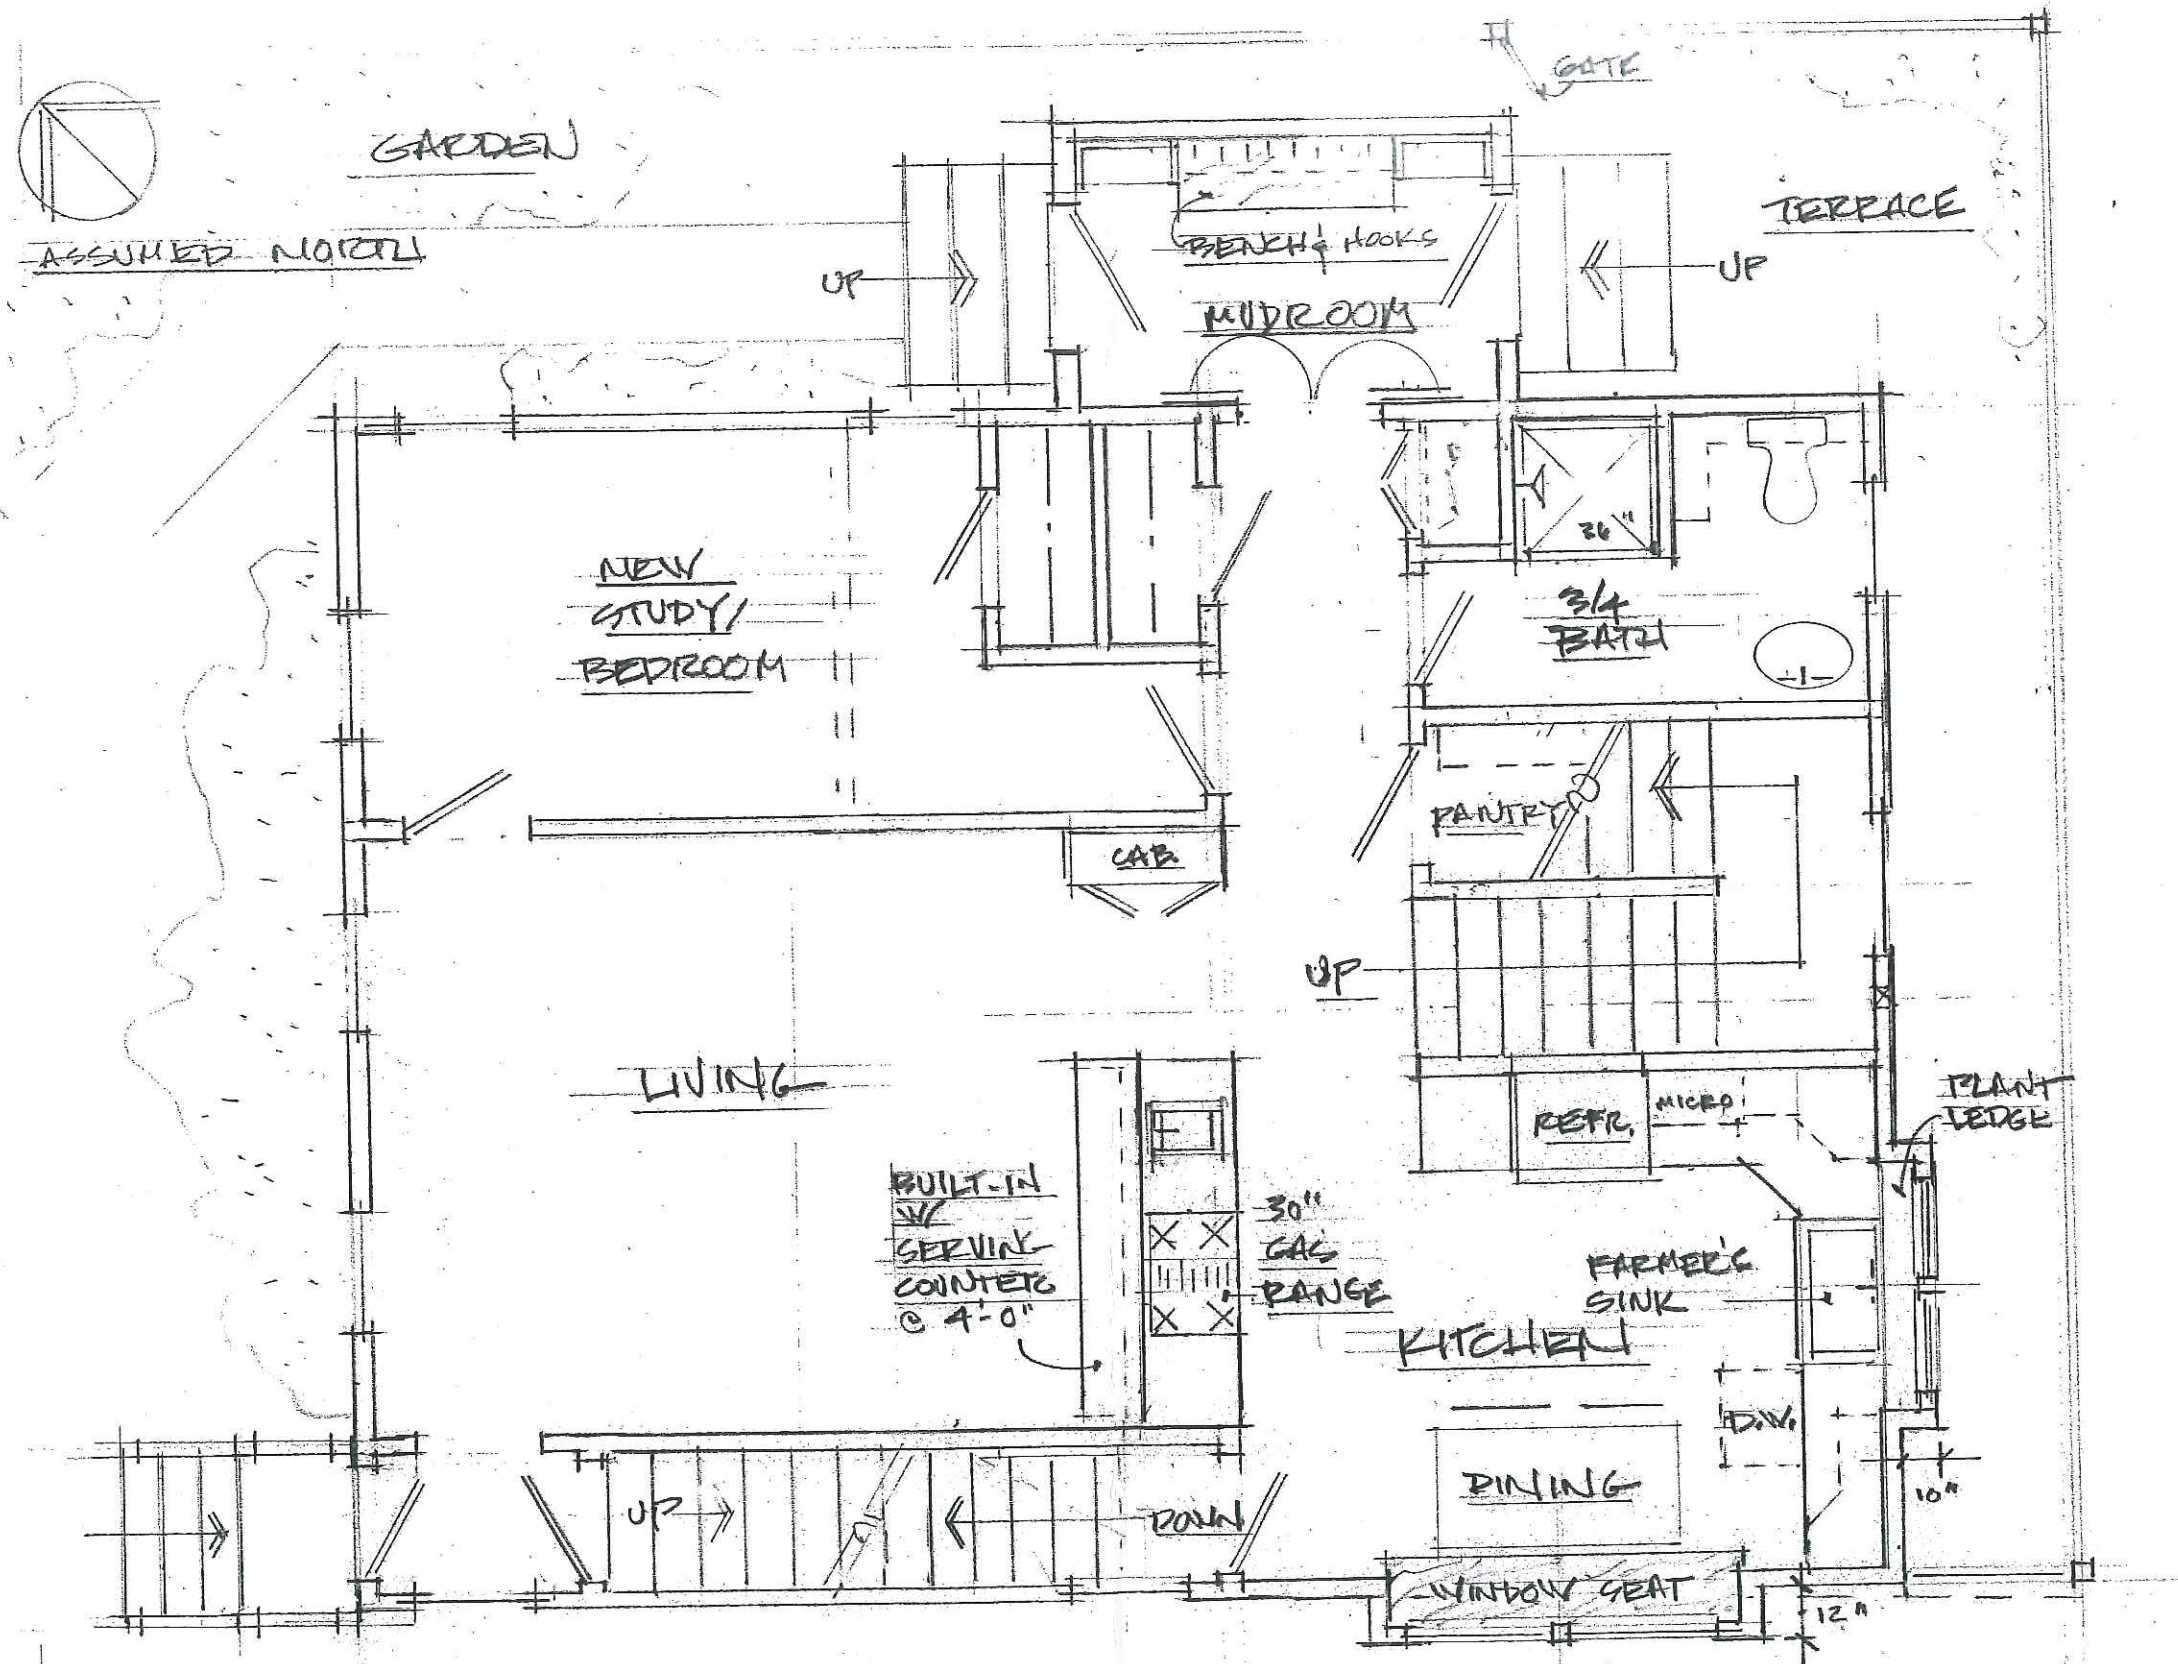 GATE
GARDEN
TERRACE
ASSUMED NORTH
BENCH & HOOKS
UP
UP
MUDROOM
36"
NEW
STUDY/
BEDROOM
3/4
BATH
PANTRY
CAB.
UP
LIVING
REFR.
MICRO
PLANT
LEDGE
BUILT-IN
W/
SERVING
COUNTER
@ 4'-0"
30"
GAS
RANGE
FARMER'S
SINK
KITCHEN
D.W.
DINING
10"
UP
DOWN
WINDOW SEAT
12"